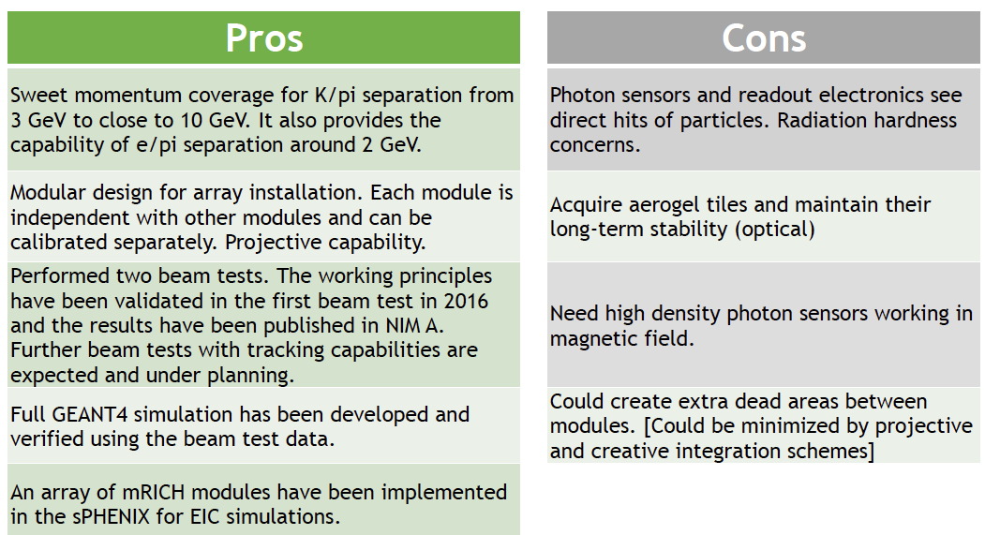 Pros
Sweet momentum coverage for K/pi separation from
3 GeV to close to 10 GeV. It also provides the
capability of e/pi separation around 2 GeV.
Modular design for array installation. Each module is
independent with other modules and can be
calibrated separately. Projective capability.
Performed two beam tests. The working principles
have been validated in the first beam test in 2016
and the results have been published in NIM A.
Further beam tests with tracking capabilities are
expected and under planning.
Full GEANT4 simulation has been developed and
verified using the beam test data.
An array of mRICH modules have been implemented
in the sPHENIX for EIC simulations.
Cons
Photon sensors and readout electronics see
direct hits of particles. Radiation hardness
concerns.
Acquire aerogel tiles and maintain their
long-term stability (optical)
Need high density photon sensors working in
magnetic field.
Could create extra dead areas between
modules. [Could be minimized by projective
and creative integration schemes]